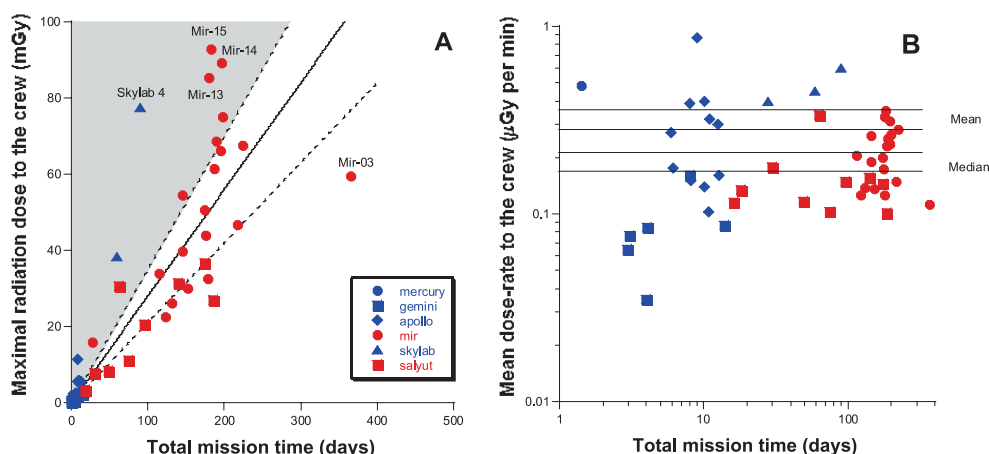 A
Maximal radiation dose to the crew (mGy)
100
80
60
40
20
0
Mir-15
Mir-14
Mir-13
Skylab 4
Mir-03
mercury
gemini
apollo
mir
skylab
salyut
0 100 200 300 400 500
Total mission time (days)
B
Mean dose-rate to the crew (μGy per min)
1
0.1
0.01
Mean
Median
1 10 100
Total mission time (days)